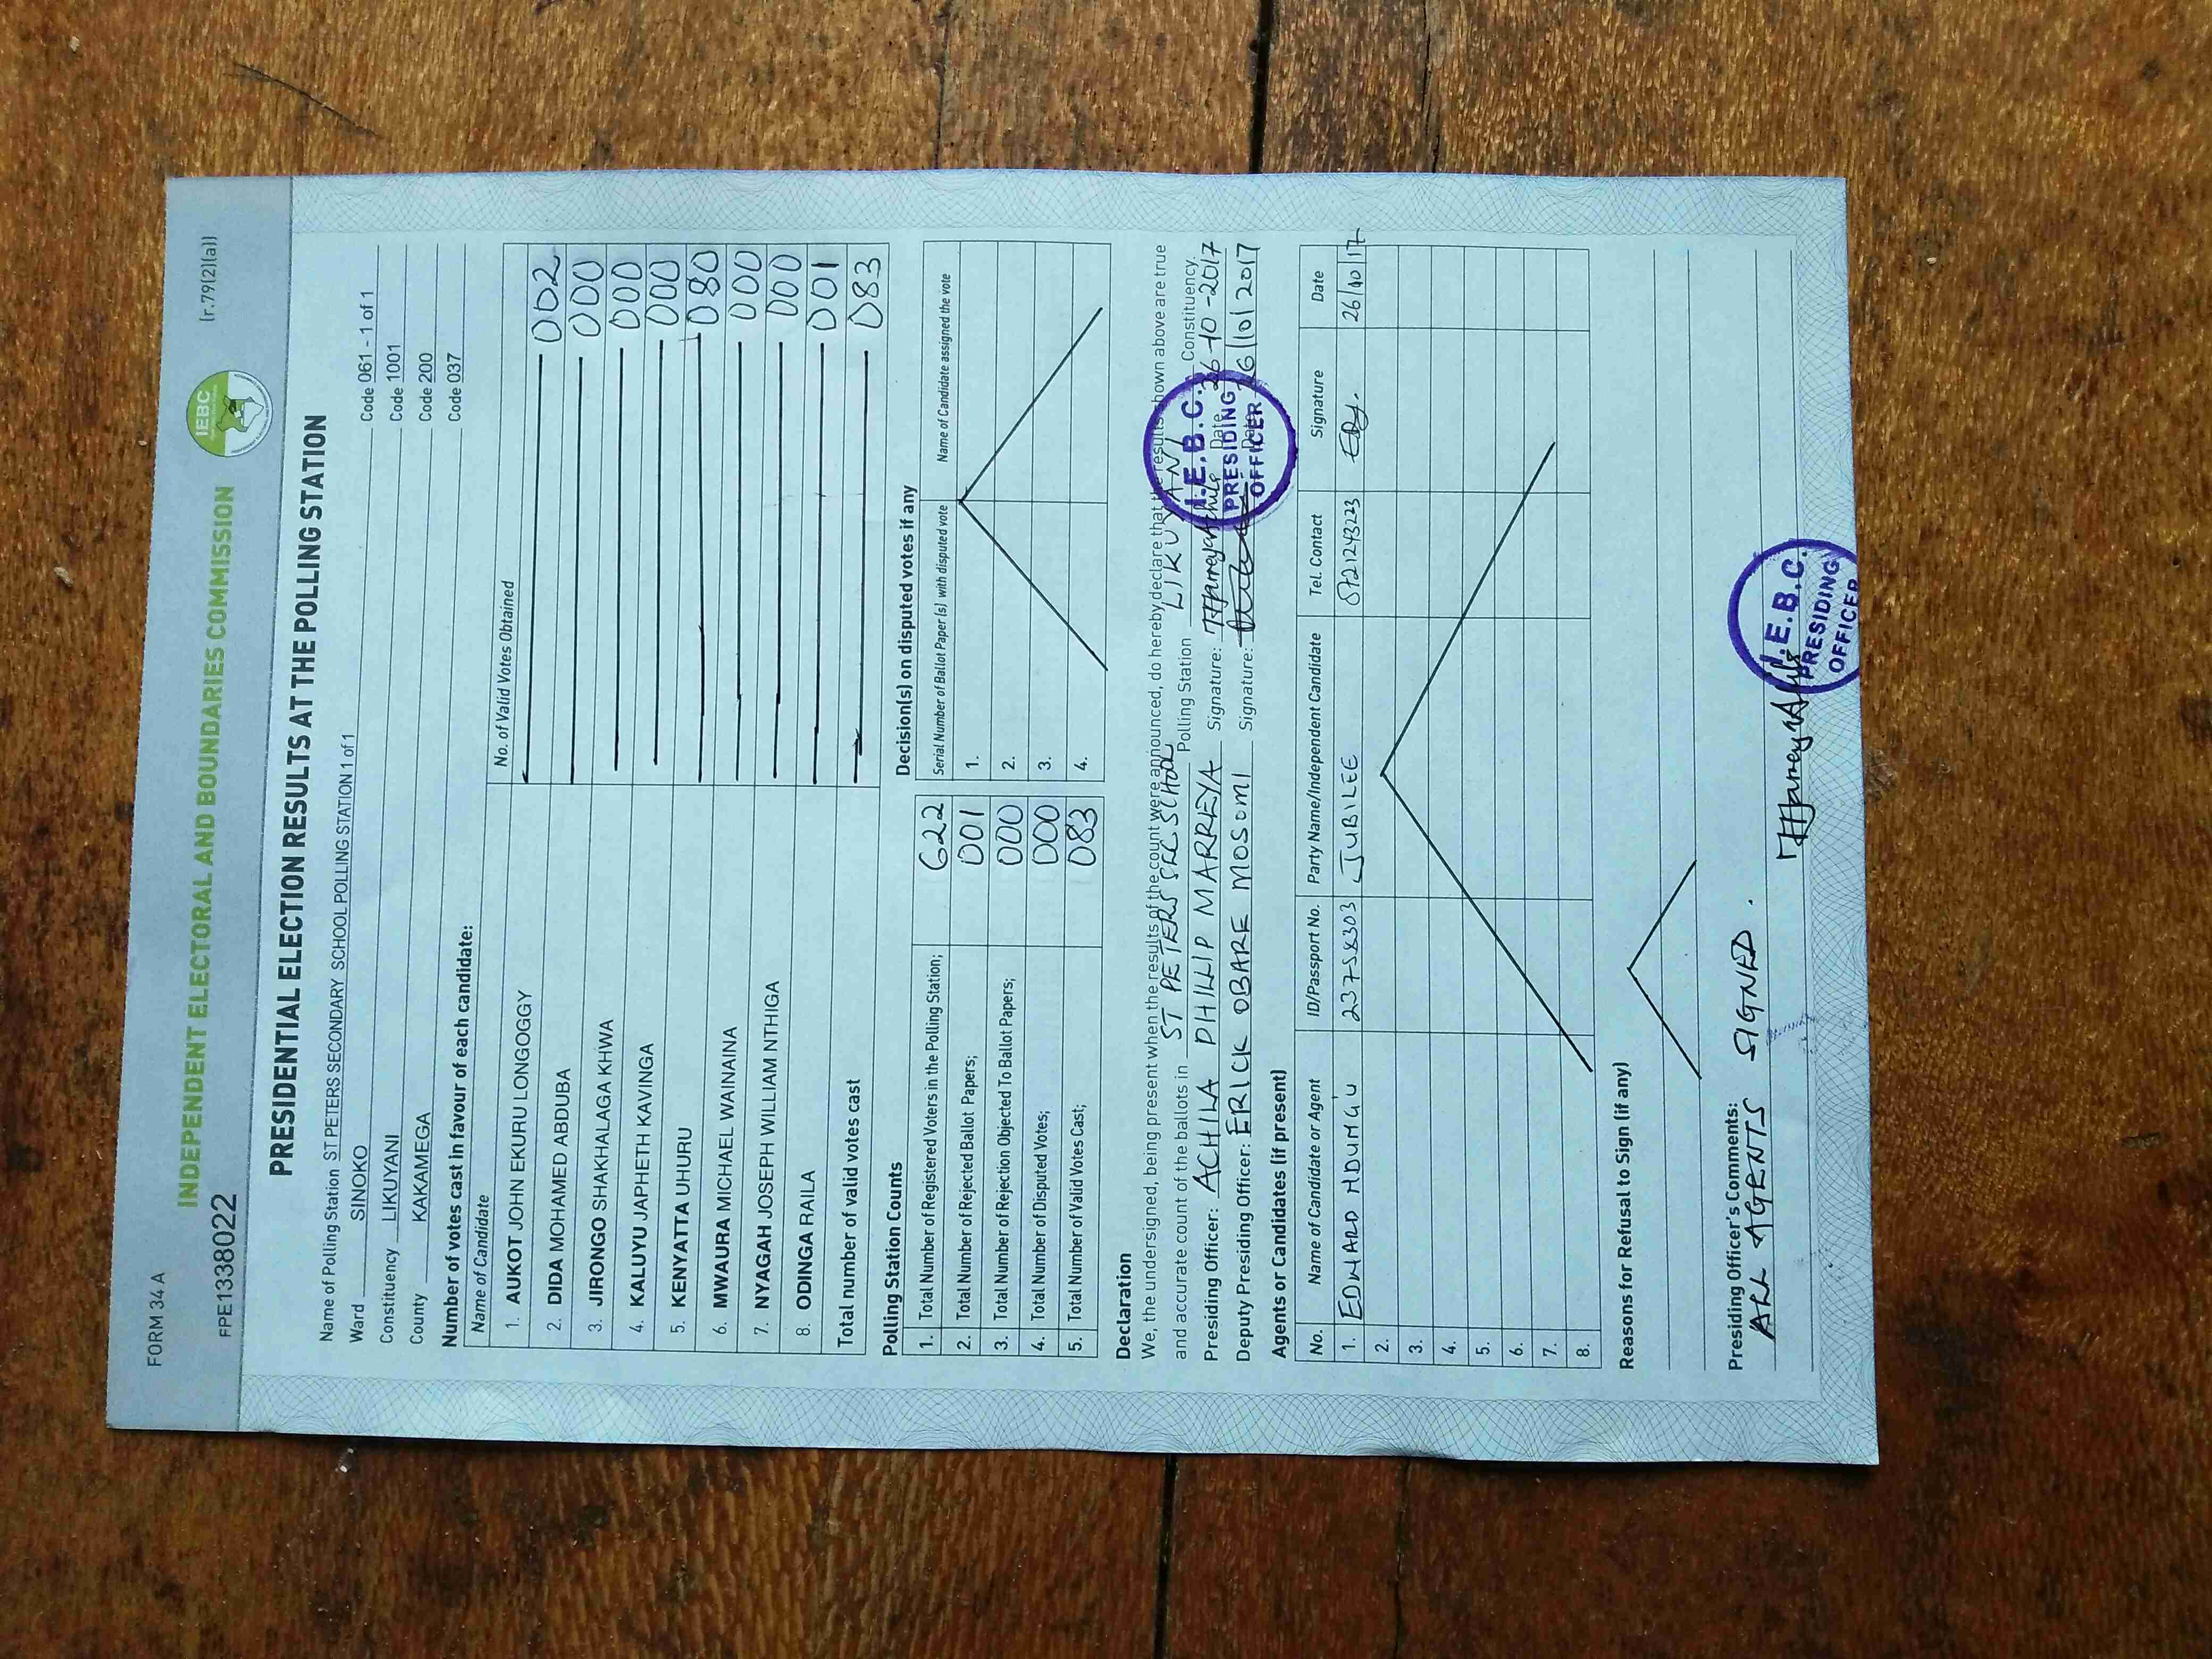 FORM 34 A
FPE1338022
INDEPENDENT ELECTORAL AND BOUNDARIES COMMISSION
IEBC
(r.79(2)(a))
PRESIDENTIAL ELECTION RESULTS AT THE POLLING STATION
Name of Polling Station ST PETERS SECONDARY SCHOOL POLLING STATION 1 of 1 Code 061 - 1 of 1
Ward SINOKO Code 1001
Constituency LIKUYANI Code 200
County KAKAMEGA Code 037
Number of votes cast in favour of each candidate:
Name of Candidate No. of Valid Votes Obtained
1. AUKOT JOHN EKURU LONGOGGY 002
2. DIDA MOHAMED ABDUBA 000
3. JIRONGO SHAKHALAGA KHWA 000
4. KALUYU JAPHETH KAVINGA 000
5. KENYATTA UHURU 080
6. MWAURA MICHAEL WAINAINA 000
7. NYAGAH JOSEPH WILLIAM NTHIGA 000
8. ODINGA RAILA 001
Total number of valid votes cast 083
Polling Station Counts
1. Total Number of Registered Voters in the Polling Station; 622
2. Total Number of Rejected Ballot Papers; 001
3. Total Number of Rejection Objected To Ballot Papers; 000
4. Total Number of Disputed Votes; 000
5. Total Number of Valid Votes Cast; 083
Decision(s) on disputed votes if any
Serial Number of Ballot Paper (s) with disputed vote Name of Candidate assigned the vote
1.
2.
3.
4.
Declaration
We, the undersigned, being present when the results of the count were announced, do hereby declare that the results shown above are true
and accurate count of the ballots in ST PETERS SEC SCHOOL Polling Station LIKUYANI Constituency.
Presiding Officer: ACHILA PHILLIP MARREYA Signature: Date 26-10-2017
Deputy Presiding Officer: ERICK OBARE MOSOMI Signature: Date 26/10/2017
I.E.B.C.
PRESIDING
OFFICER
Agents or Candidates (if present)
No. Name of Candidate or Agent ID/Passport No. Party Name/Independent Candidate Tel. Contact Signature Date
1. EDWARD NDUNG'U JUBILEE 0721243223 26/10/17
2.
3.
4.
5.
6.
7.
8.
Reasons for Refusal to Sign (if any)
Presiding Officer's Comments:
ALL AGENTS SIGNED.
I.E.B.C.
PRESIDING
OFFICER